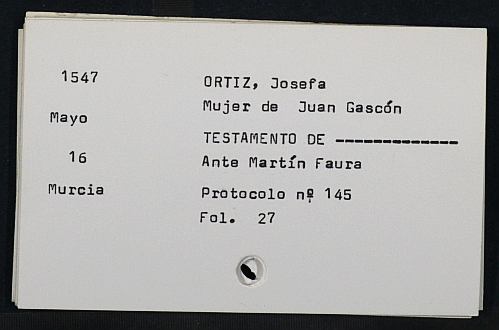 1547
Mayo
16
Murcia
ORTIZ, Josefa
Mujer de Juan Gascón
TESTAMENTO DE -------------
Ante Martín Faura
Protocolo nº 145
Fol. 27